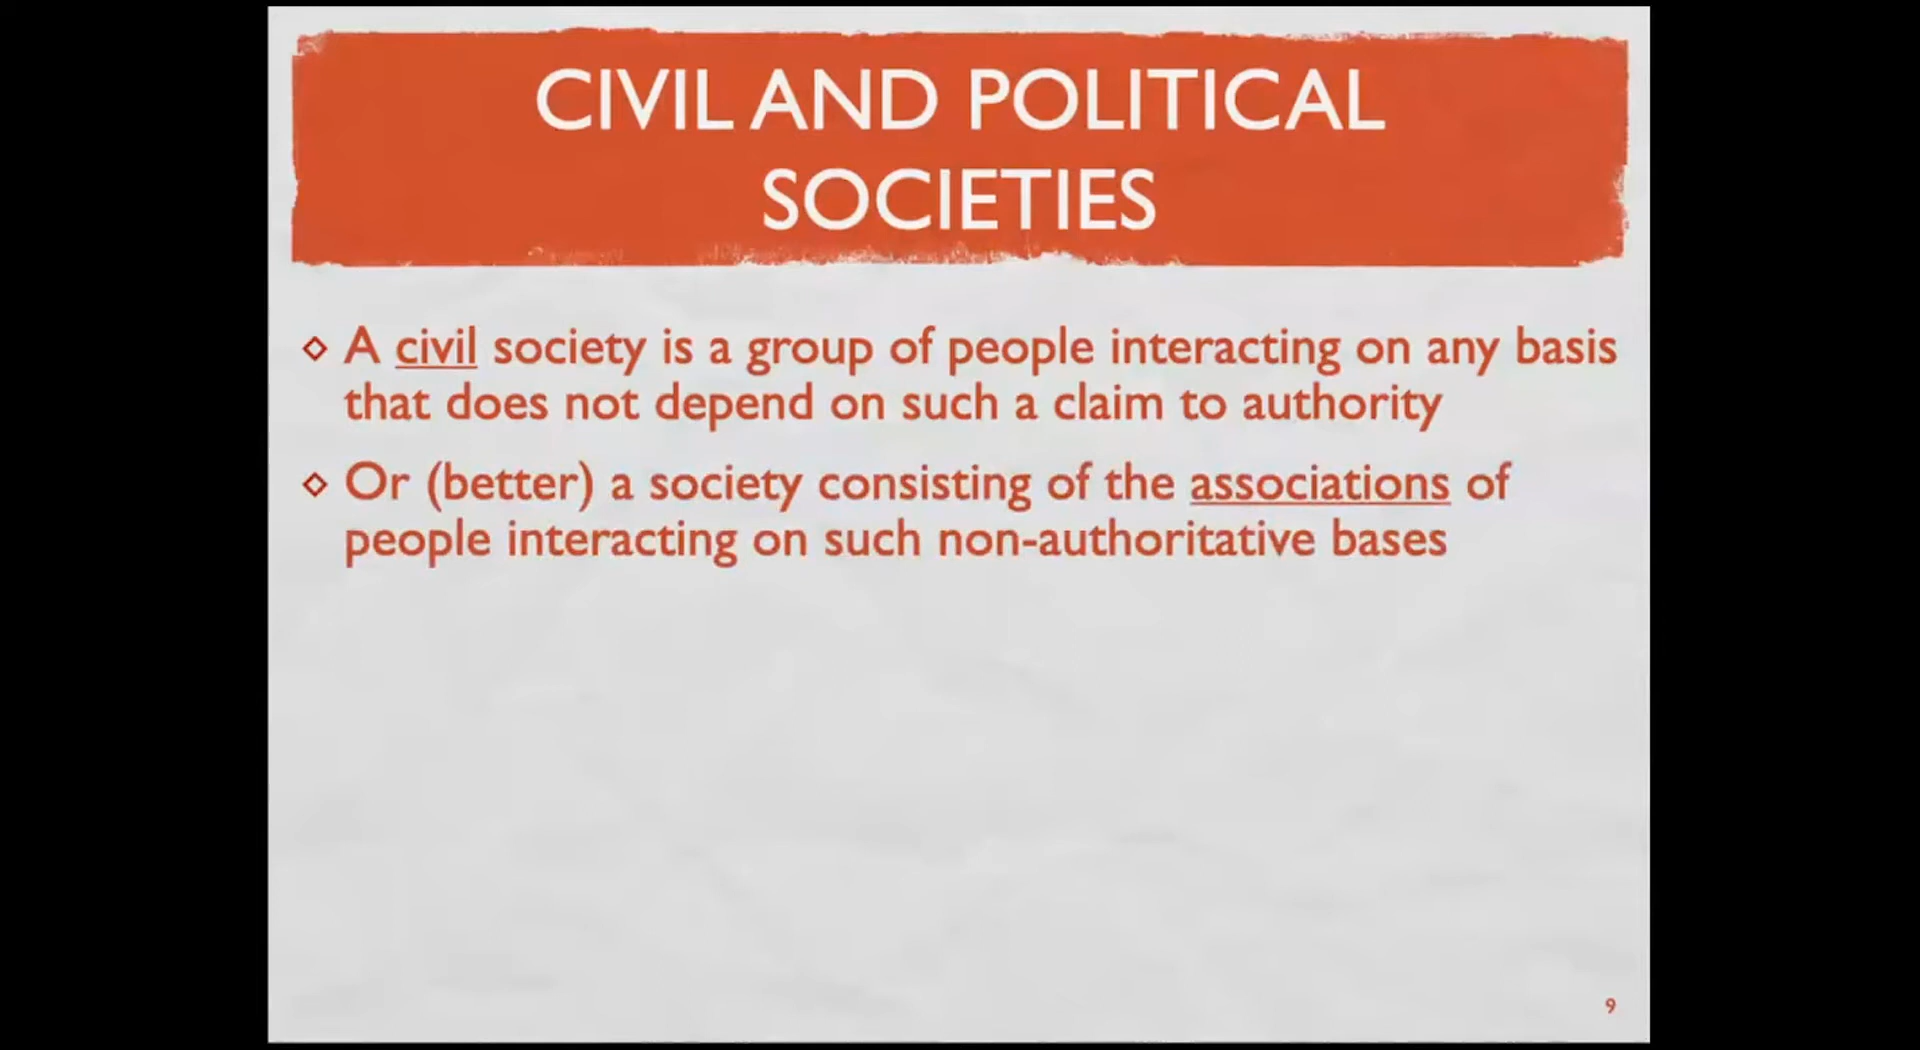 CIVIL AND POLITICAL
SOCIETIES
A civil society is a group of people interacting on any basis
that does not depend on such a claim to authority
Or (better) a society consisting of the associations of
people interacting on such non-authoritative bases
9